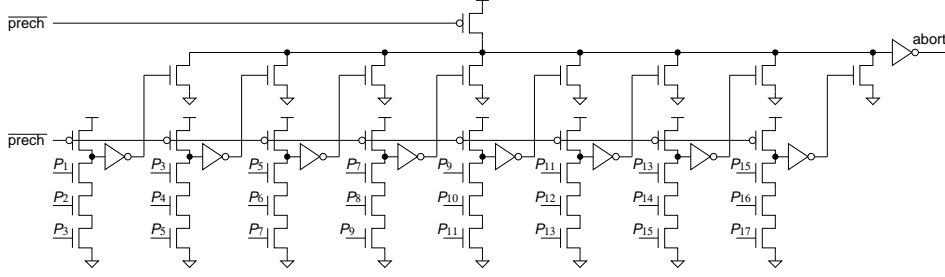 prech
abort
prech
P1 P3 P5 P7 P9 P11 P13 P15
P2 P4 P6 P8 P10 P12 P14 P16
P3 P5 P7 P9 P11 P13 P15 P17